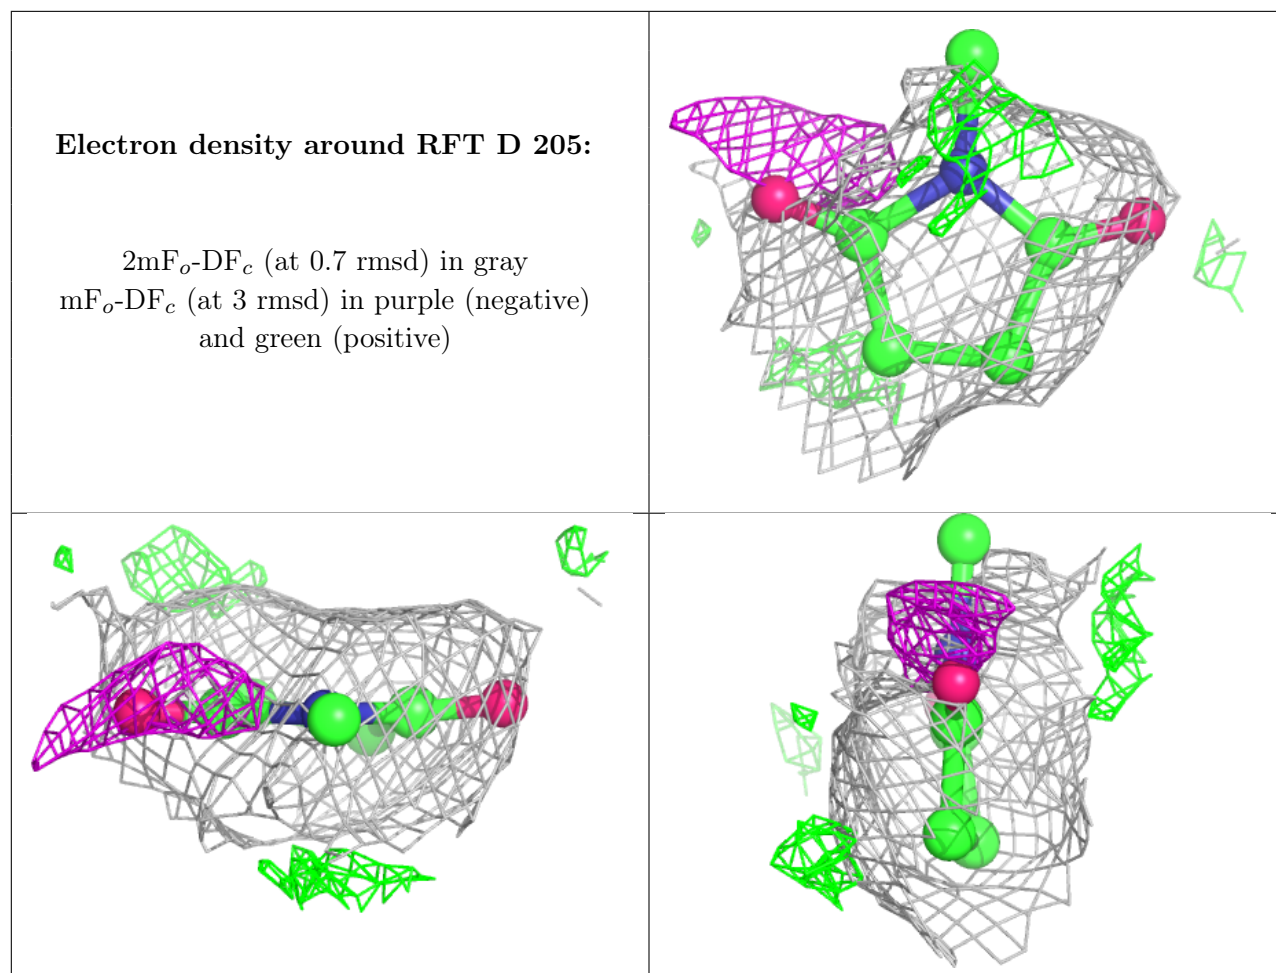 Electron density around RFT D 205:
2mFo-DFc (at 0.7 rmsd) in gray
mFo-DFc (at 3 rmsd) in purple (negative)
and green (positive)